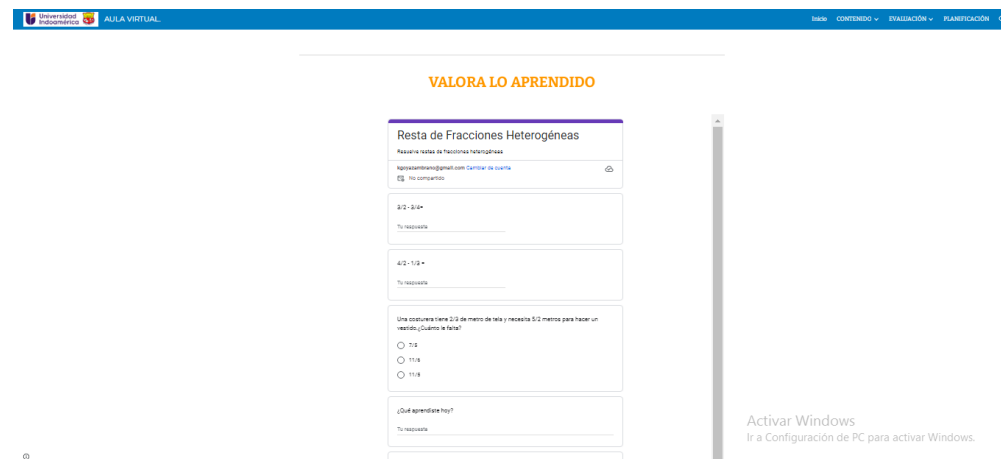 Universidad Indoamérica AULA VIRTUAL.
Inicio CONTENIDO EVALUACIÓN PLANIFICACIÓN
VALORA LO APRENDIDO
Resta de Fracciones Heterogéneas
Resuelve restas de fracciones heterogéneas
Cambiar de cuenta
No compartido
3/2 - 3/4=
Tu respuesta
4/2 - 1/3 =
Tu respuesta
Una costurera tiene 2/3 de metro de tela y necesita 5/2 metros para hacer un
vestido.¿Cuánto le falta?
7/5
11/6
¿Qué aprendiste hoy?
Tu respuesta
Activar Windows
Ir a Configuración de PC para activar Windows.